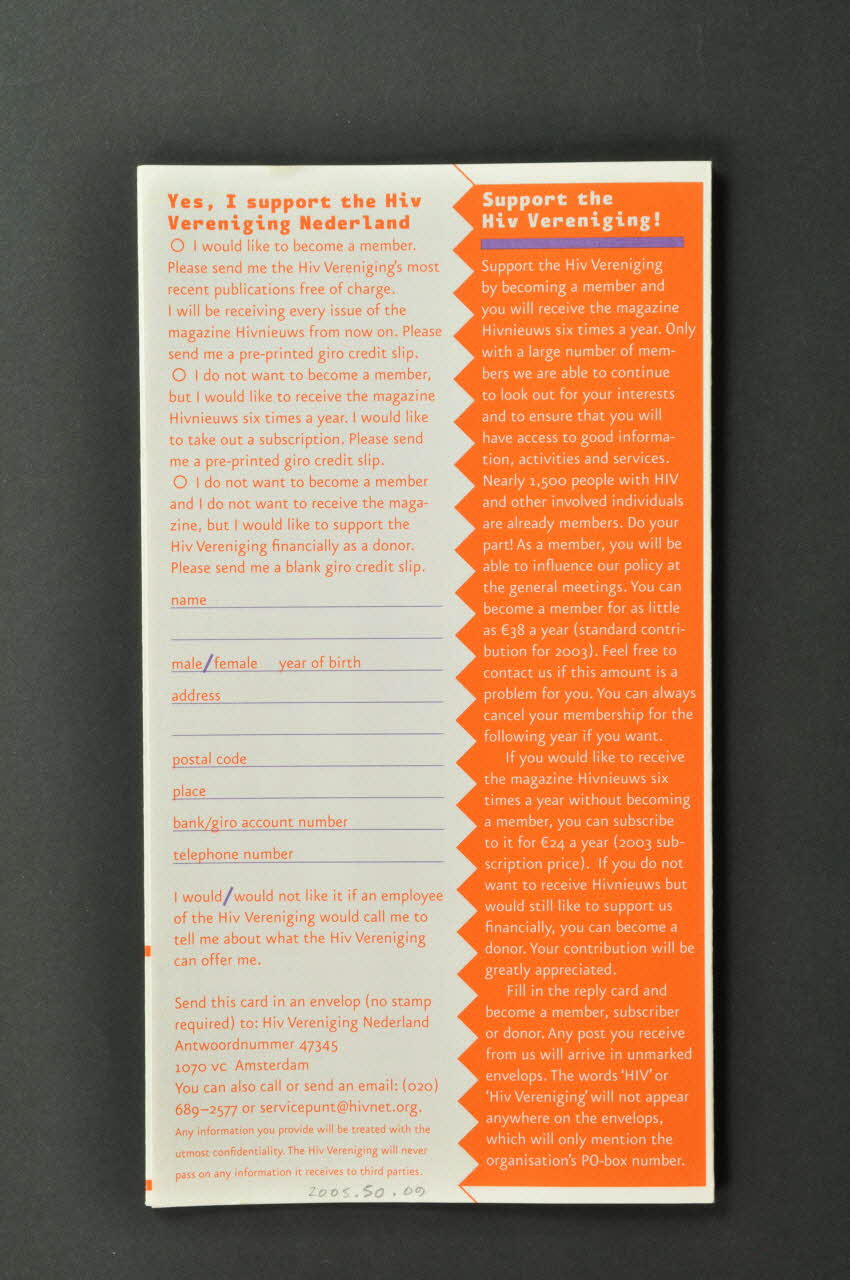 Yes, I support the Hiv
Vereniging Nederland
I would like to become a member.
Please send me the Hiv Vereniging's most
recent publications free of charge.
I will be receiving every issue of the
magazine Hivnieuws from now on. Please
send me a pre-printed giro credit slip.
I do not want to become a member,
but I would like to receive the magazine
Hivnieuws six times a year. I would like
to take out a subscription. Please send
me a pre-printed giro credit slip.
I do not want to become a member
and I do not want to receive the maga-
zine, but I would like to support the
Hiv Vereniging financially as a donor.
Please send me a blank giro credit slip.
name
male/female year of birth
address
postal code
place
bank/giro account number
telephone number
I would/would not like it if an employee
of the Hiv Vereniging would call me to
tell me about what the Hiv Vereniging
can offer me.
Send this card in an envelop (no stamp
required) to: Hiv Vereniging Nederland
Antwoordnummer 47345
1070 VC Amsterdam
You can also call or send an email: (020)
689–2577 or servicepunt@hivnet.org.
Any information you provide will be treated with the
utmost confidentiality. The Hiv Vereniging will never
pass on any information it receives to third parties.
2005.50.09
Support the
Hiv Vereniging!
Support the Hiv Vereniging
by becoming a member and
you will receive the magazine
Hivnieuws six times a year. Only
with a large number of mem-
bers we are able to continue
to look out for your interests
and to ensure that you will
have access to good informa-
tion, activities and services.
Nearly 1,500 people with HIV
and other involved individuals
are already members. Do your
part! As a member, you will be
able to influence our policy at
the general meetings. You can
become a member for as little
as €38 a year (standard contri-
bution for 2003). Feel free to
contact us if this amount is a
problem for you. You can always
cancel your membership for the
following year if you want.
If you would like to receive
the magazine Hivnieuws six
times a year without becoming
a member, you can subscribe
to it for €24 a year (2003 sub-
scription price). If you do not
want to receive Hivnieuws but
would still like to support us
financially, you can become a
donor. Your contribution will be
greatly appreciated.
Fill in the reply card and
become a member, subscriber
or donor. Any post you receive
from us will arrive in unmarked
envelops. The words 'HIV' or
'Hiv Vereniging' will not appear
anywhere on the envelops,
which will only mention the
organisation's PO-box number.